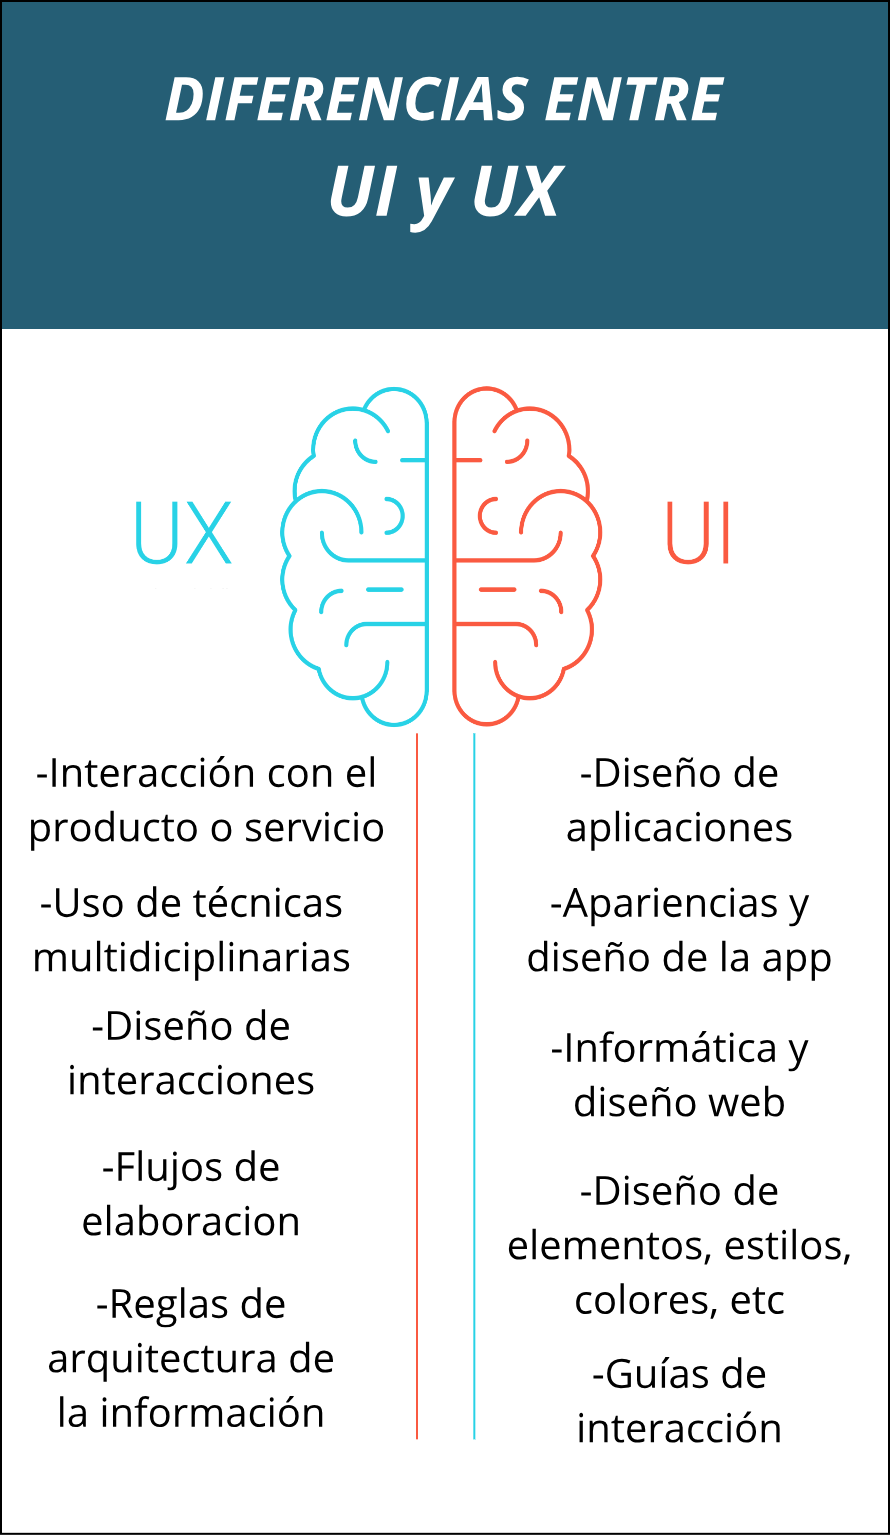 DIFERENCIAS ENTRE
UI y UX
UX
UI
-Interacción con el
producto o servicio
-Uso de técnicas
multidiciplinarias
-Diseño de
interacciones
-Flujos de
elaboracion
-Reglas de
arquitectura de
la información
-Diseño de
aplicaciones
-Apariencias y
diseño de la app
-Informática y
diseño web
-Diseño de
elementos, estilos,
colores, etc
-Guías de
interacción